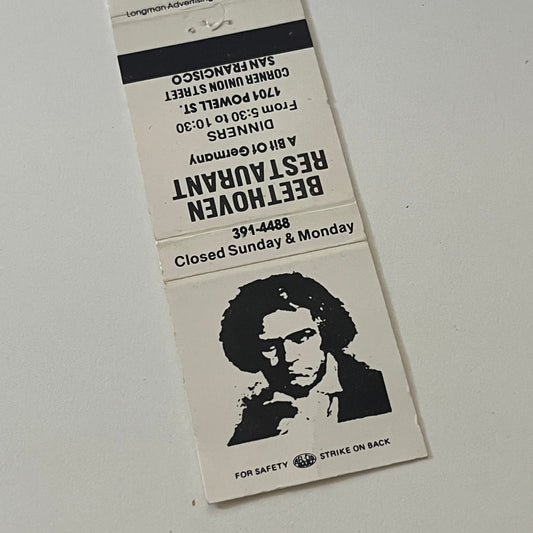 Longman Advertising
BEETHOVEN
RESTAURANT
A Bit Of Germany
DINNERS
From 5:30 to 10:30
1701 POWELL ST.
CORNER UNION STREET
SAN FRANCISCO
391-4488
Closed Sunday & Monday
FOR SAFETY STRIKE ON BACK